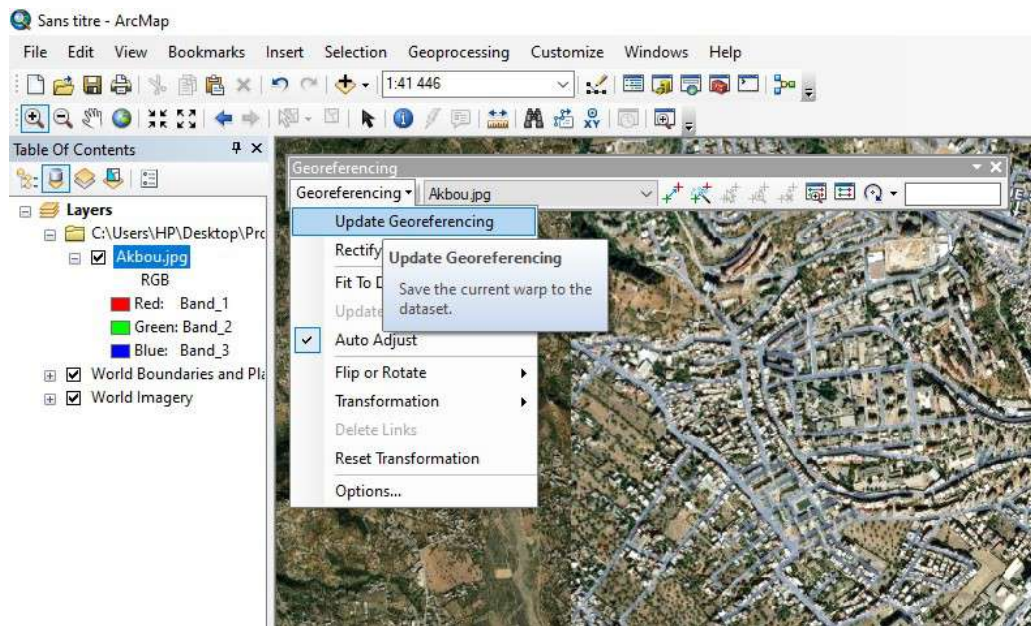 Sans titre - ArcMap
File Edit View Bookmarks Insert Selection Geoprocessing Customize Windows Help
1:41 446
Table Of Contents
Layers
C:\Users\HP\Desktop\Prc
Akbou.jpg
RGB
Red: Band_1
Green: Band_2
Blue: Band_3
World Boundaries and Pla
World Imagery
Georeferencing
Georeferencing Akbou.jpg
Update Georeferencing
Rectify
Update Georeferencing
Save the current warp to the
dataset.
Fit To D
Update
Auto Adjust
Flip or Rotate
Transformation
Delete Links
Reset Transformation
Options...